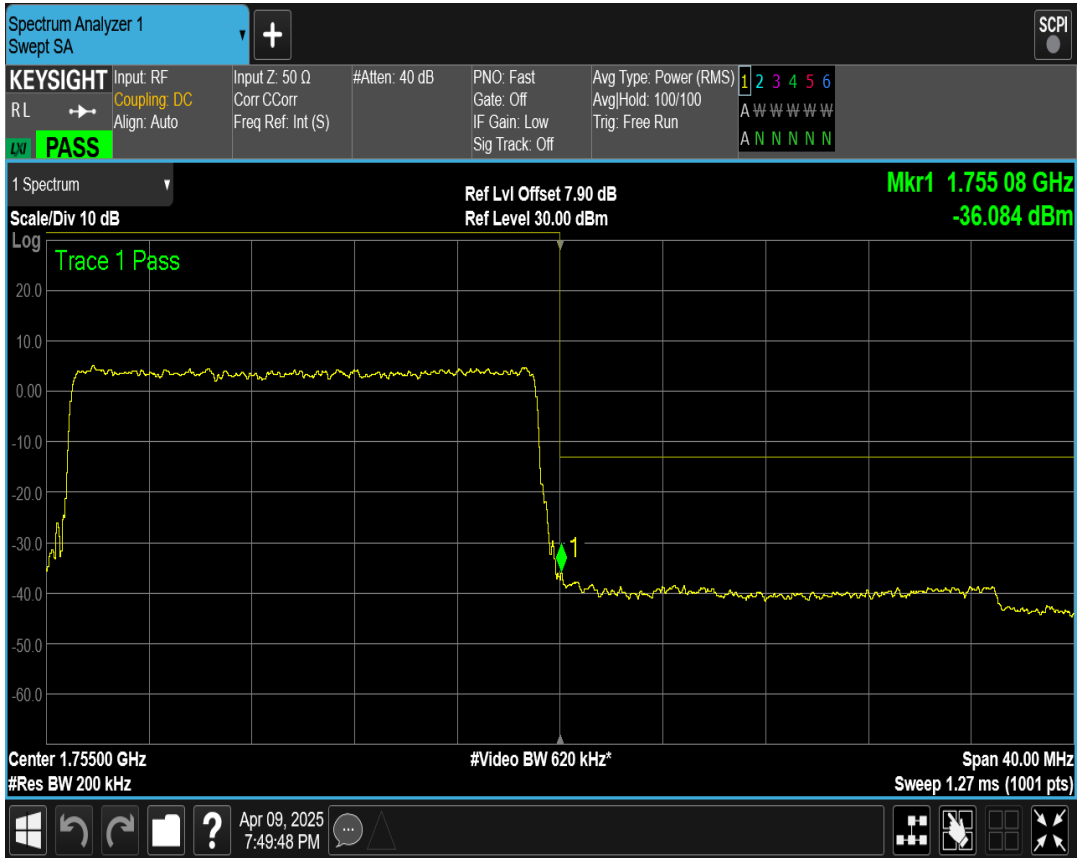 Spectrum Analyzer 1
Swept SA
+
SCPI
KEYSIGHT
RL
LXI PASS
Input: RF
Coupling: DC
Align: Auto
Input Z: 50 Ω
Corr CCorr
Freq Ref: Int (S)
#Atten: 40 dB
PNO: Fast
Gate: Off
IF Gain: Low
Sig Track: Off
Avg Type: Power (RMS)
Avg|Hold: 100/100
Trig: Free Run
1 2 3 4 5 6
A W W W W W
A N N N N N
1 Spectrum
Scale/Div 10 dB
Ref Lvl Offset 7.90 dB
Ref Level 30.00 dBm
Mkr1 1.755 08 GHz
-36.084 dBm
Log
Trace 1 Pass
20.0
10.0
0.00
-10.0
-20.0
-30.0
1
-40.0
-50.0
-60.0
Center 1.75500 GHz
#Video BW 620 kHz*
Span 40.00 MHz
#Res BW 200 kHz
Sweep 1.27 ms (1001 pts)
?
Apr 09, 2025
7:49:48 PM